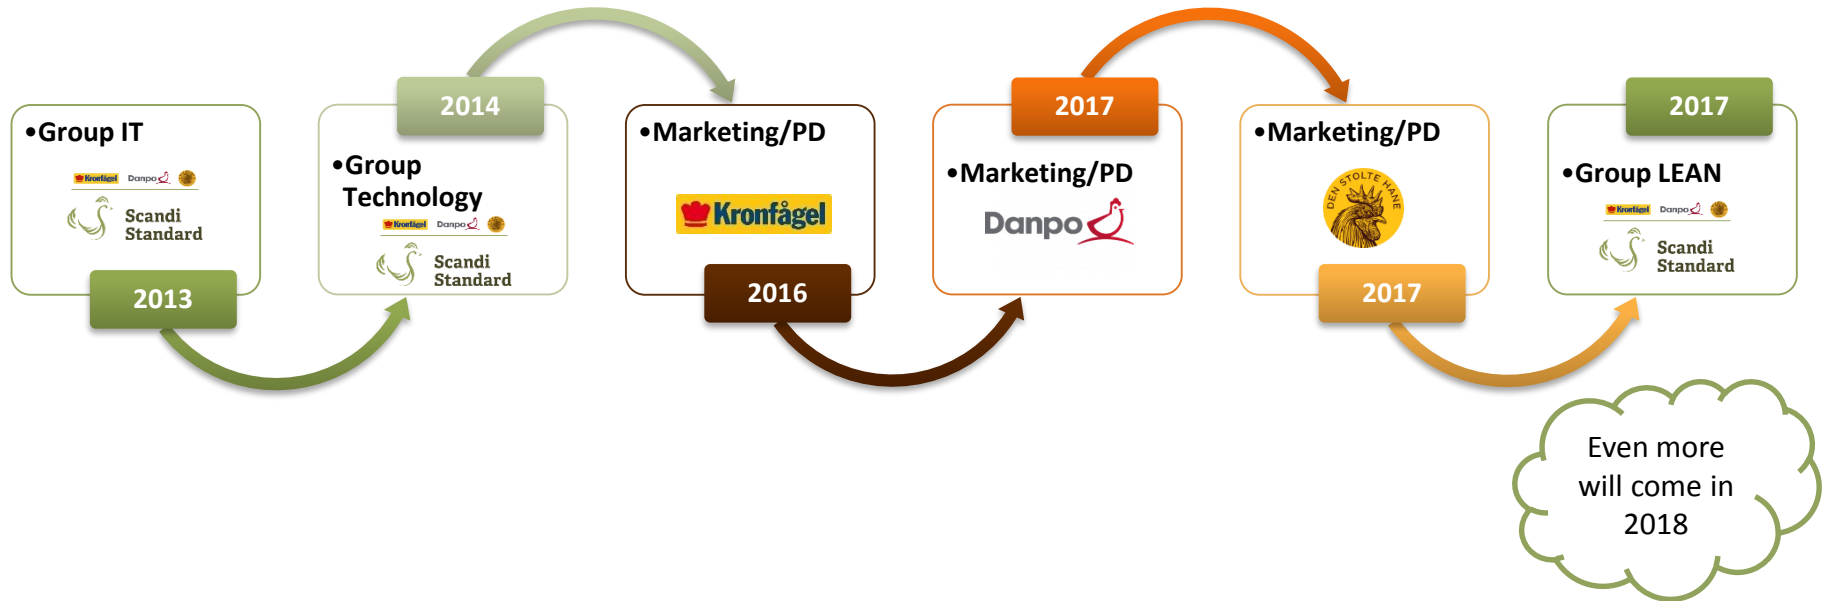 •Group IT
Kronfågel Danpo
Scandi
Standard
2013
2014
•Group
Technology
Kronfågel Danpo
Scandi
Standard
•Marketing/PD
Kronfågel
2016
2017
•Marketing/PD
Danpo
•Marketing/PD
DEN STOLTE HANE
2017
2017
•Group LEAN
Kronfågel Danpo
Scandi
Standard
Even more
will come in
2018